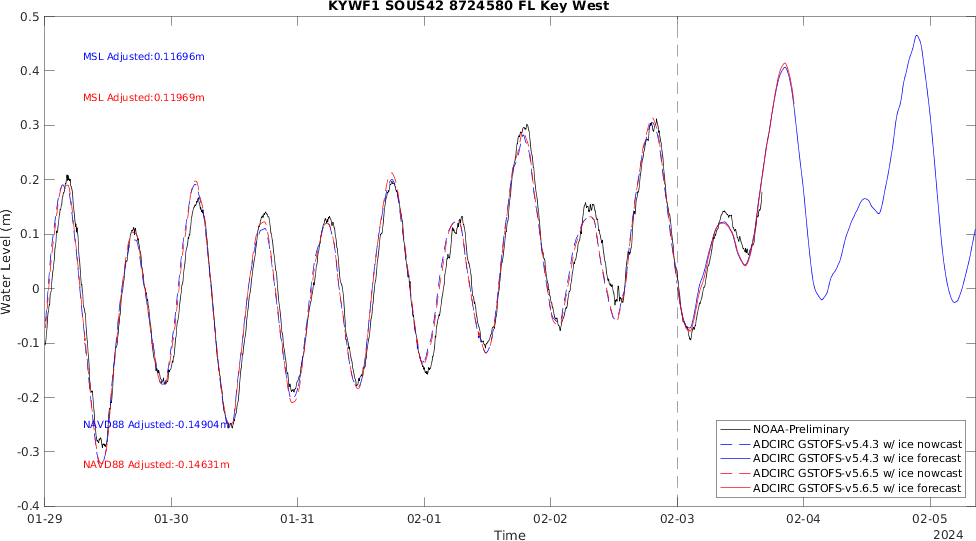 KYWF1 SOUS42 8724580 FL Key West
Water Level (m)
0.5
0.4
0.3
0.2
0.1
0
-0.1
-0.2
-0.3
-0.4
MSL Adjusted:0.11696m
MSL Adjusted:0.11969m
NAVD88 Adjusted:-0.14904m
NAVD88 Adjusted:-0.14631m
NOAA-Preliminary
ADCIRC GSTOFS-v5.4.3 w/ ice nowcast
ADCIRC GSTOFS-v5.4.3 w/ ice forecast
ADCIRC GSTOFS-v5.6.5 w/ ice nowcast
ADCIRC GSTOFS-v5.6.5 w/ ice forecast
01-29 01-30 01-31 02-01 02-02 02-03 02-04 02-05
Time
2024